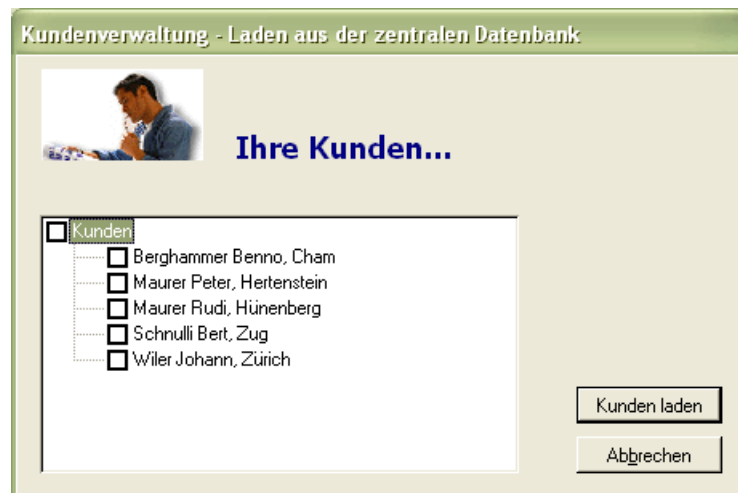 Kundenverwaltung - Laden aus der zentralen Datenbank
Ihre Kunden...
Kunden
Berghammer Benno, Cham
Maurer Peter, Hertenstein
Maurer Rudi, Hünenberg
Schnulli Bert, Zug
Wiler Johann, Zürich
Kunden laden
Abbrechen